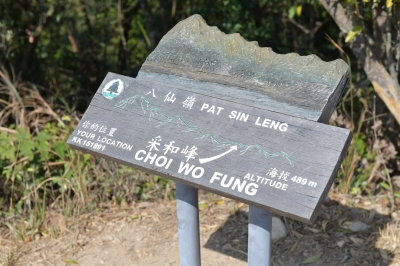 八仙嶺 PAT SIN LENG
你的位置
YOUR LOCATION
KK151891
采和峰
CHOI WO FUNG
海拔 489 m
ALTITUDE